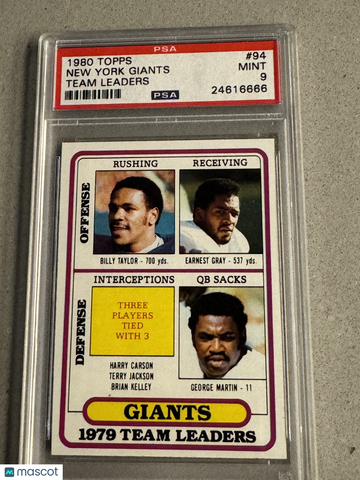 PSA
1980 TOPPS #94
NEW YORK GIANTS MINT
TEAM LEADERS 9
PSA 24616666
OFFENSE
RUSHING RECEIVING
BILLY TAYLOR - 700 yds. EARNEST GRAY - 537 yds.
DEFENSE
INTERCEPTIONS QB SACKS
THREE
PLAYERS
TIED
WITH 3
HARRY CARSON
TERRY JACKSON
BRIAN KELLEY GEORGE MARTIN - 11
GIANTS
1979 TEAM LEADERS
mascot